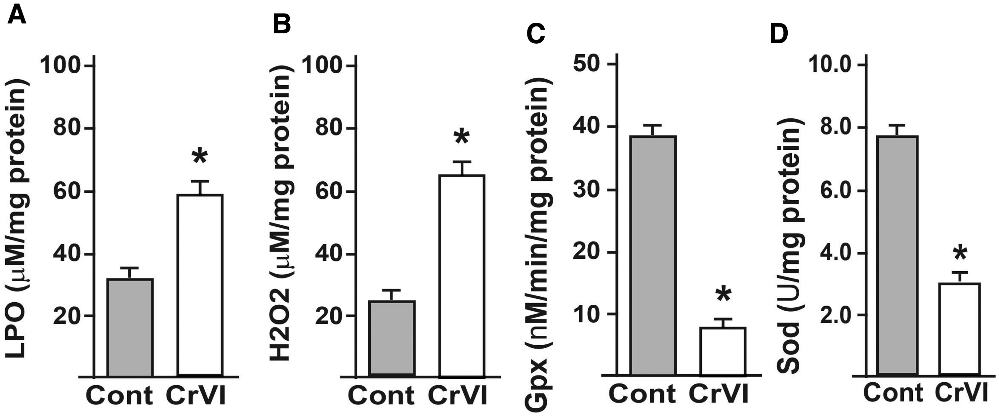 A
LPO (μM/mg protein)
100
80
60
40
20
*
Cont CrVI
B
H2O2 (μM/mg protein)
100
80
60
40
20
*
Cont CrVI
C
Gpx (nM/min/mg protein)
50
40
30
20
10
*
Cont CrVI
D
Sod (U/mg protein)
10.0
8.0
6.0
4.0
2.0
*
Cont CrVI